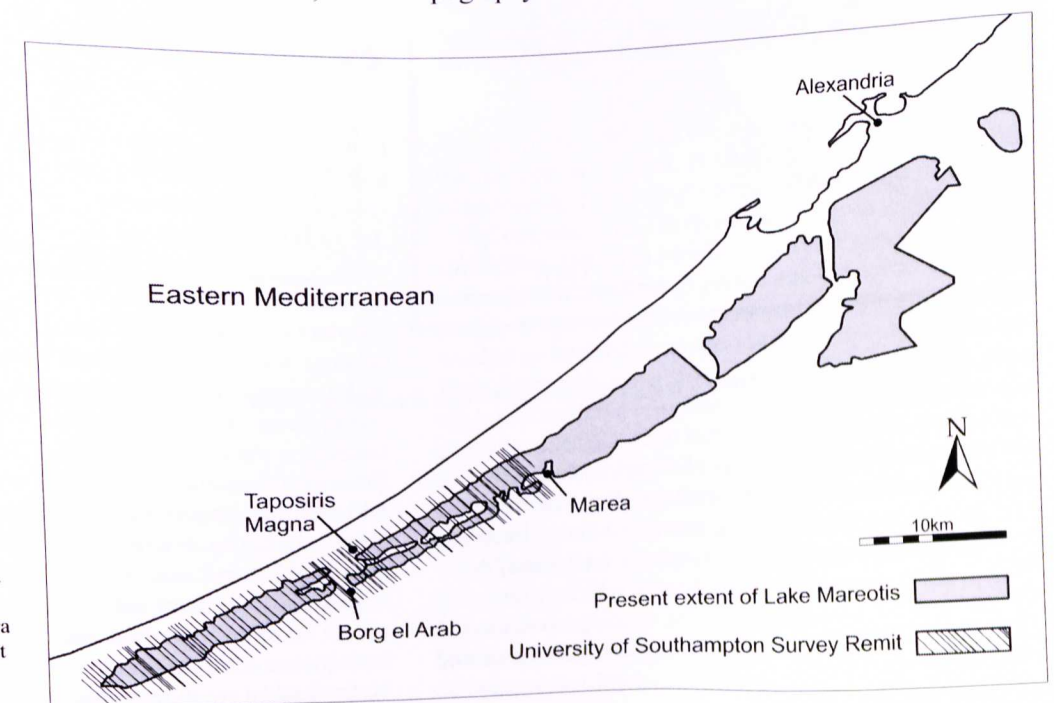 Alexandria
Eastern Mediterranean
N
Taposiris
Magna
Marea
10km
Borg el Arab
Present extent of Lake Mareotis
University of Southampton Survey Remit
a
t